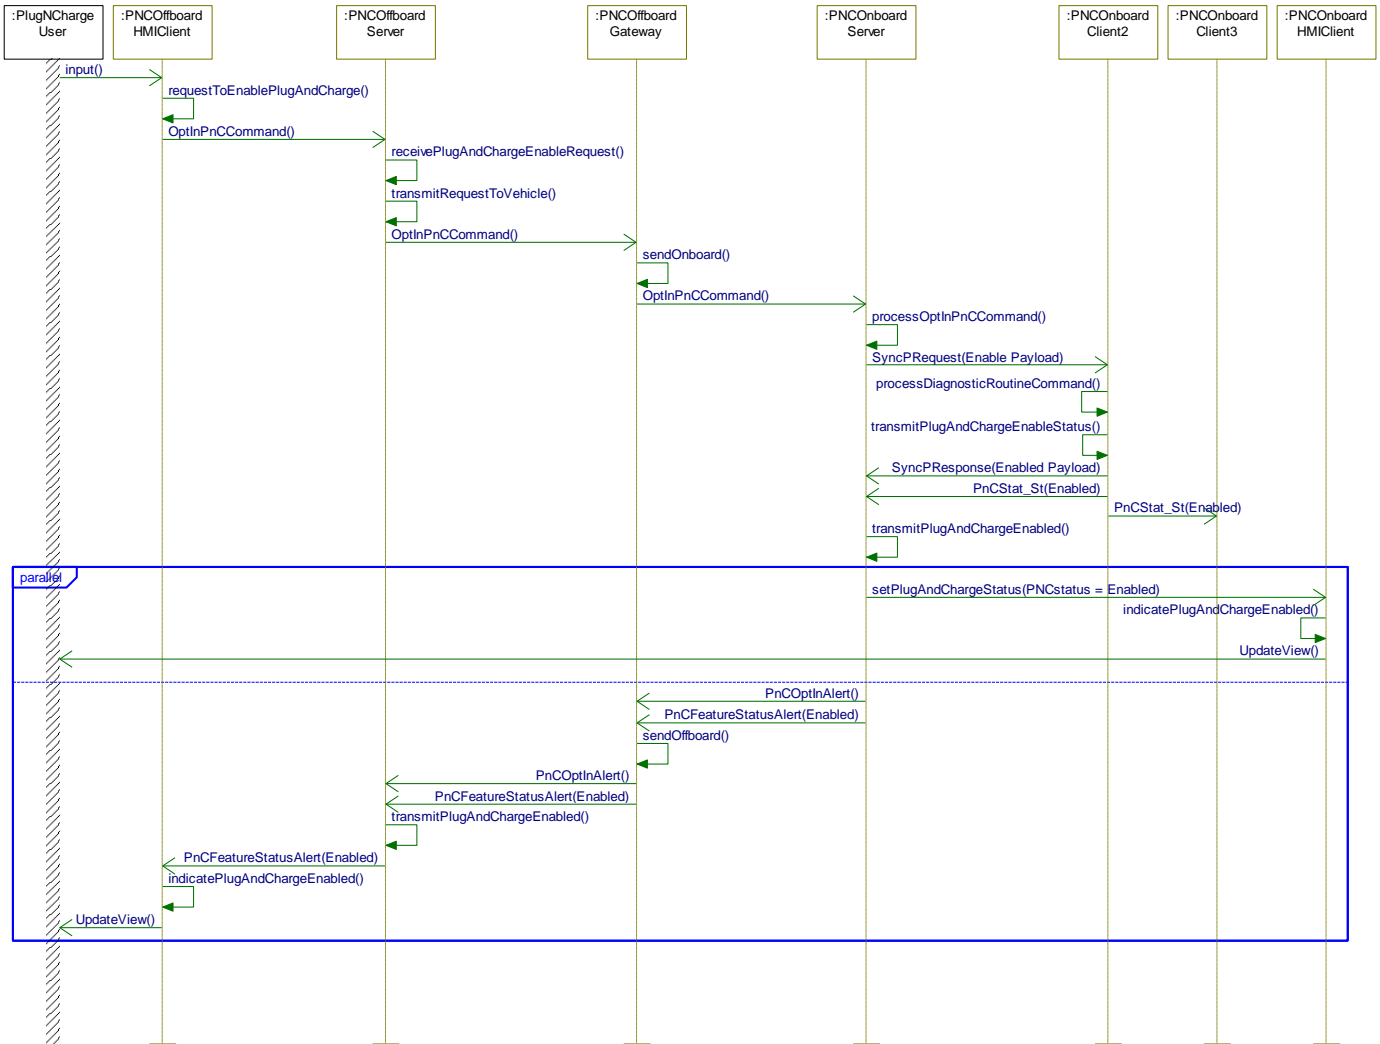 :PlugNCharge
User
:PNCOffboard
HMIClient
:PNCOffboard
Server
:PNCOffboard
Gateway
:PNCOnboard
Server
:PNCOnboard
Client2
:PNCOnboard
Client3
:PNCOnboard
HMIClient
input()
requestToEnablePlugAndCharge()
OptInPnCCommand()
receivePlugAndChargeEnableRequest()
transmitRequestToVehicle()
OptInPnCCommand()
sendOnboard()
OptInPnCCommand()
processOptInPnCCommand()
SyncPRequest(Enable Payload)
processDiagnosticRoutineCommand()
transmitPlugAndChargeEnableStatus()
SyncPResponse(Enabled Payload)
PnCStat_St(Enabled)
PnCStat_St(Enabled)
transmitPlugAndChargeEnabled()
parallel
setPlugAndChargeStatus(PNCstatus = Enabled)
indicatePlugAndChargeEnabled()
UpdateView()
PnCOptInAlert()
PnCFeatureStatusAlert(Enabled)
sendOffboard()
PnCOptInAlert()
PnCFeatureStatusAlert(Enabled)
transmitPlugAndChargeEnabled()
PnCFeatureStatusAlert(Enabled)
indicatePlugAndChargeEnabled()
UpdateView()